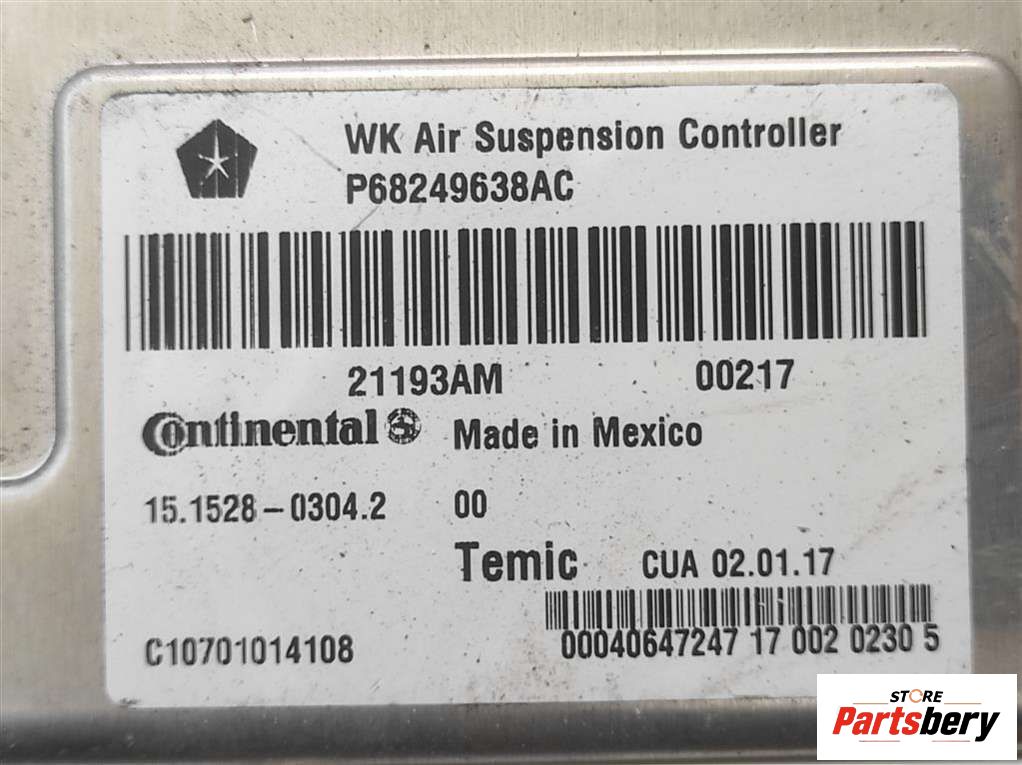 WK Air Suspension Controller
P68249638AC
21193AM 00217
Continental Made in Mexico
15.1528-0304.2 00
Temic CUA 02.01.17
00040647247 17 002 0230 5
C10701014108
STORE
Partsbery